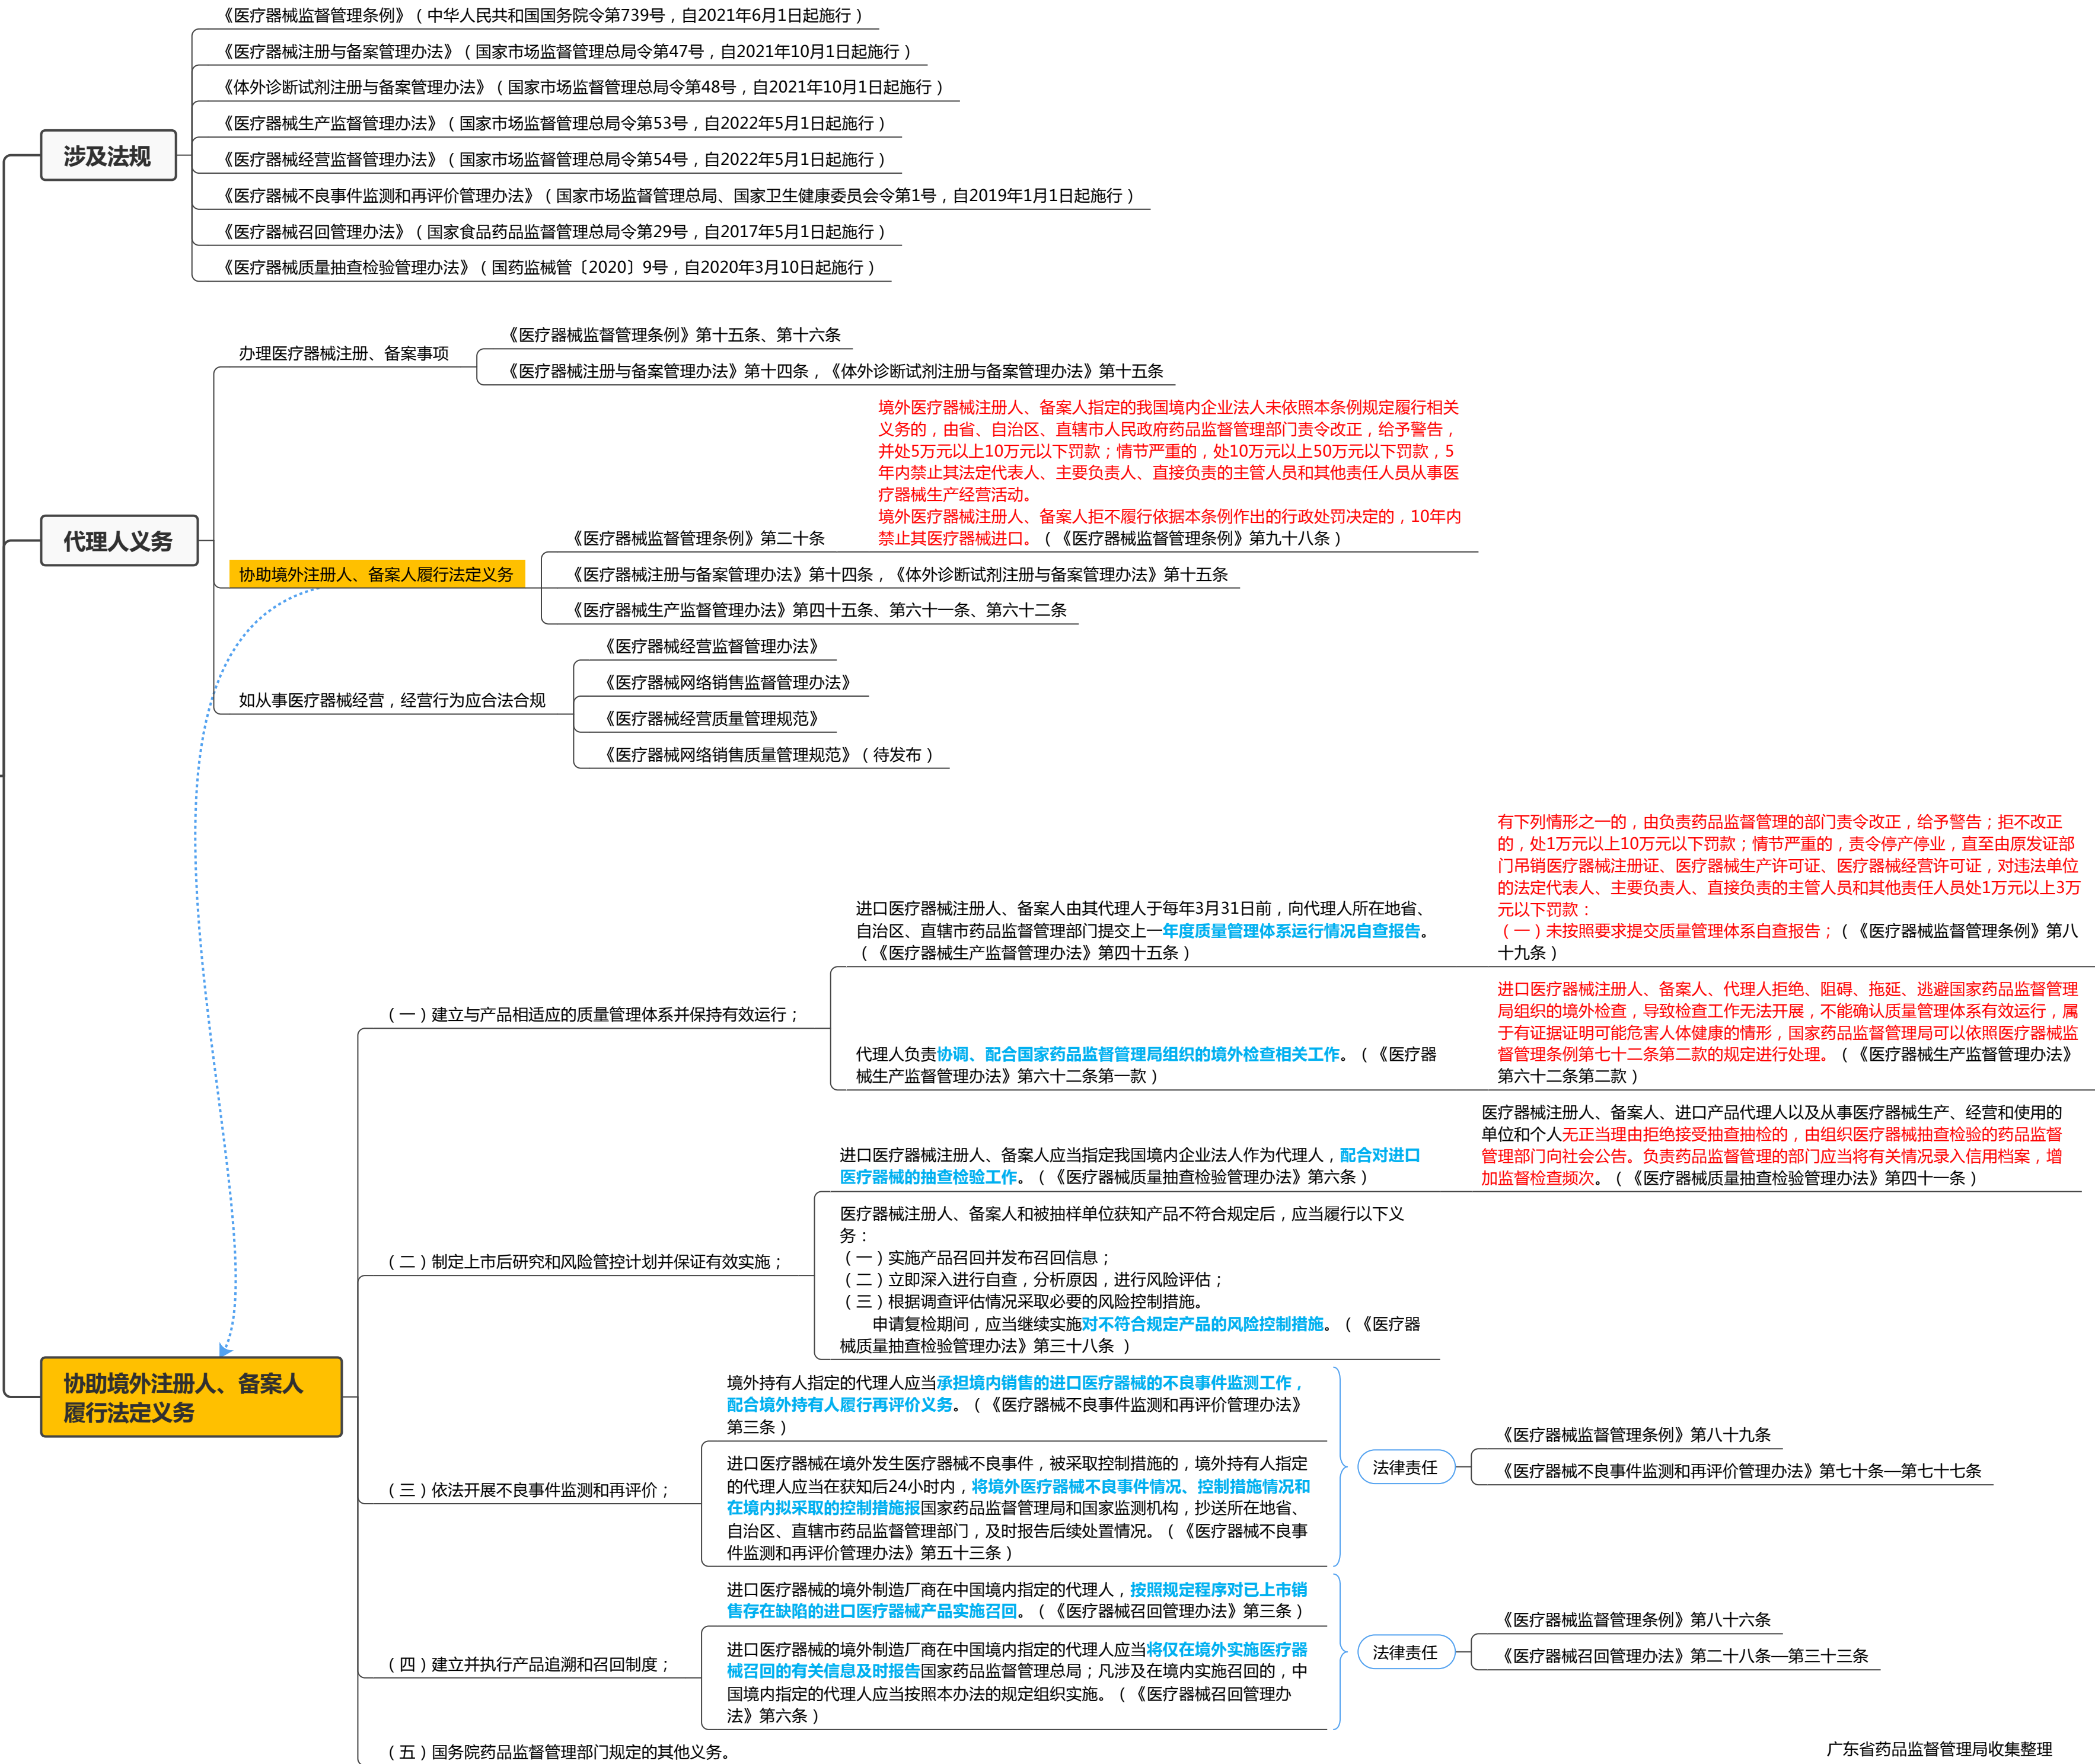 涉及法规
《医疗器械监督管理条例》（中华人民共和国国务院令第739号，自2021年6月1日起施行）
《医疗器械注册与备案管理办法》（国家市场监督管理总局令第47号，自2021年10月1日起施行）
《体外诊断试剂注册与备案管理办法》（国家市场监督管理总局令第48号，自2021年10月1日起施行）
《医疗器械生产监督管理办法》（国家市场监督管理总局令第53号，自2022年5月1日起施行）
《医疗器械经营监督管理办法》（国家市场监督管理总局令第54号，自2022年5月1日起施行）
《医疗器械不良事件监测和再评价管理办法》（国家市场监督管理总局、国家卫生健康委员会令第1号，自2019年1月1日起施行）
《医疗器械召回管理办法》（国家食品药品监督管理总局令第29号，自2017年5月1日起施行）
《医疗器械质量抽查检验管理办法》（国药监械管〔2020〕9号，自2020年3月10日起施行）
代理人义务
办理医疗器械注册、备案事项
《医疗器械监督管理条例》第十五条、第十六条
《医疗器械注册与备案管理办法》第十四条，《体外诊断试剂注册与备案管理办法》第十五条
协助境外注册人、备案人履行法定义务
《医疗器械监督管理条例》第二十条
境外医疗器械注册人、备案人指定的我国境内企业法人未依照本条例规定履行相关
义务的，由省、自治区、直辖市人民政府药品监督管理部门责令改正，给予警告，
并处5万元以上10万元以下罚款；情节严重的，处10万元以上50万元以下罚款，5
年内禁止其法定代表人、主要负责人、直接负责的主管人员和其他责任人员从事医
疗器械生产经营活动。
境外医疗器械注册人、备案人拒不履行依据本条例作出的行政处罚决定的，10年内
禁止其医疗器械进口。（《医疗器械监督管理条例》第九十八条）
《医疗器械注册与备案管理办法》第十四条，《体外诊断试剂注册与备案管理办法》第十五条
《医疗器械生产监督管理办法》第四十五条、第六十一条、第六十二条
如从事医疗器械经营，经营行为应合法合规
《医疗器械经营监督管理办法》
《医疗器械网络销售监督管理办法》
《医疗器械经营质量管理规范》
《医疗器械网络销售质量管理规范》（待发布）
协助境外注册人、备案人
履行法定义务
（一）建立与产品相适应的质量管理体系并保持有效运行；
进口医疗器械注册人、备案人由其代理人于每年3月31日前，向代理人所在地省、
自治区、直辖市药品监督管理部门提交上一年度质量管理体系运行情况自查报告。
（《医疗器械生产监督管理办法》第四十五条）
有下列情形之一的，由负责药品监督管理的部门责令改正，给予警告；拒不改正
的，处1万元以上10万元以下罚款；情节严重的，责令停产停业，直至由原发证部
门吊销医疗器械注册证、医疗器械生产许可证、医疗器械经营许可证，对违法单位
的法定代表人、主要负责人、直接负责的主管人员和其他责任人员处1万元以上3万
元以下罚款：
（一）未按照要求提交质量管理体系自查报告；（《医疗器械监督管理条例》第八
十九条）
代理人负责协调、配合国家药品监督管理局组织的境外检查相关工作。（《医疗器
械生产监督管理办法》第六十二条第一款）
进口医疗器械注册人、备案人、代理人拒绝、阻碍、拖延、逃避国家药品监督管理
局组织的境外检查，导致检查工作无法开展，不能确认质量管理体系有效运行，属
于有证据证明可能危害人体健康的情形，国家药品监督管理局可以依照医疗器械监
督管理条例第七十二条第二款的规定进行处理。（《医疗器械生产监督管理办法》
第六十二条第二款）
（二）制定上市后研究和风险管控计划并保证有效实施；
进口医疗器械注册人、备案人应当指定我国境内企业法人作为代理人，配合对进口
医疗器械的抽查检验工作。（《医疗器械质量抽查检验管理办法》第六条）
医疗器械注册人、备案人、进口产品代理人以及从事医疗器械生产、经营和使用的
单位和个人无正当理由拒绝接受抽查抽检的，由组织医疗器械抽查检验的药品监督
管理部门向社会公告。负责药品监督管理的部门应当将有关情况录入信用档案，增
加监督检查频次。（《医疗器械质量抽查检验管理办法》第四十一条）
医疗器械注册人、备案人和被抽样单位获知产品不符合规定后，应当履行以下义
务：
（一）实施产品召回并发布召回信息；
（二）立即深入进行自查，分析原因，进行风险评估；
（三）根据调查评估情况采取必要的风险控制措施。
申请复检期间，应当继续实施对不符合规定产品的风险控制措施。（《医疗器
械质量抽查检验管理办法》第三十八条 ）
（三）依法开展不良事件监测和再评价；
境外持有人指定的代理人应当承担境内销售的进口医疗器械的不良事件监测工作，
配合境外持有人履行再评价义务。（《医疗器械不良事件监测和再评价管理办法》
第三条）
进口医疗器械在境外发生医疗器械不良事件，被采取控制措施的，境外持有人指定
的代理人应当在获知后24小时内，将境外医疗器械不良事件情况、控制措施情况和
在境内拟采取的控制措施报国家药品监督管理局和国家监测机构，抄送所在地省、
自治区、直辖市药品监督管理部门，及时报告后续处置情况。（《医疗器械不良事
件监测和再评价管理办法》第五十三条）
法律责任
《医疗器械监督管理条例》第八十九条
《医疗器械不良事件监测和再评价管理办法》第七十条—第七十七条
（四）建立并执行产品追溯和召回制度；
进口医疗器械的境外制造厂商在中国境内指定的代理人，按照规定程序对已上市销
售存在缺陷的进口医疗器械产品实施召回。（《医疗器械召回管理办法》第三条）
进口医疗器械的境外制造厂商在中国境内指定的代理人应当将仅在境外实施医疗器
械召回的有关信息及时报告国家药品监督管理总局；凡涉及在境内实施召回的，中
国境内指定的代理人应当按照本办法的规定组织实施。（《医疗器械召回管理办
法》第六条）
法律责任
《医疗器械监督管理条例》第八十六条
《医疗器械召回管理办法》第二十八条—第三十三条
（五）国务院药品监督管理部门规定的其他义务。
广东省药品监督管理局收集整理